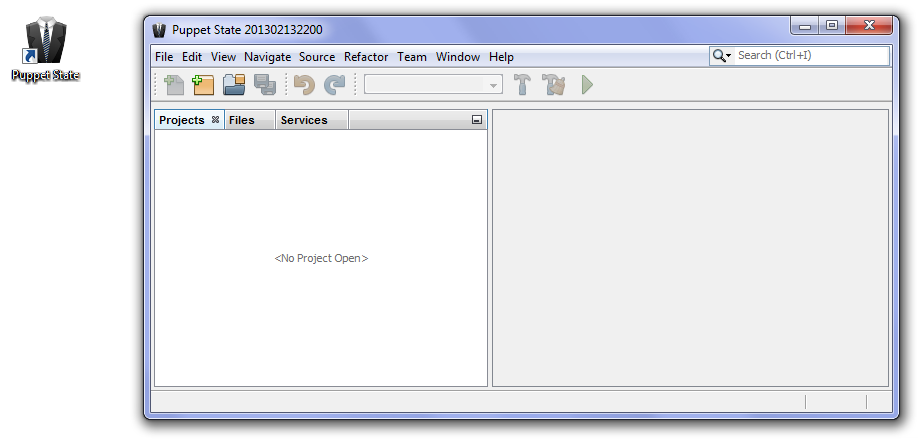 Puppet State
Puppet State 201302132200
File Edit View Navigate Source Refactor Team Window Help
Search (Ctrl+I)
Projects Files Services
<No Project Open>